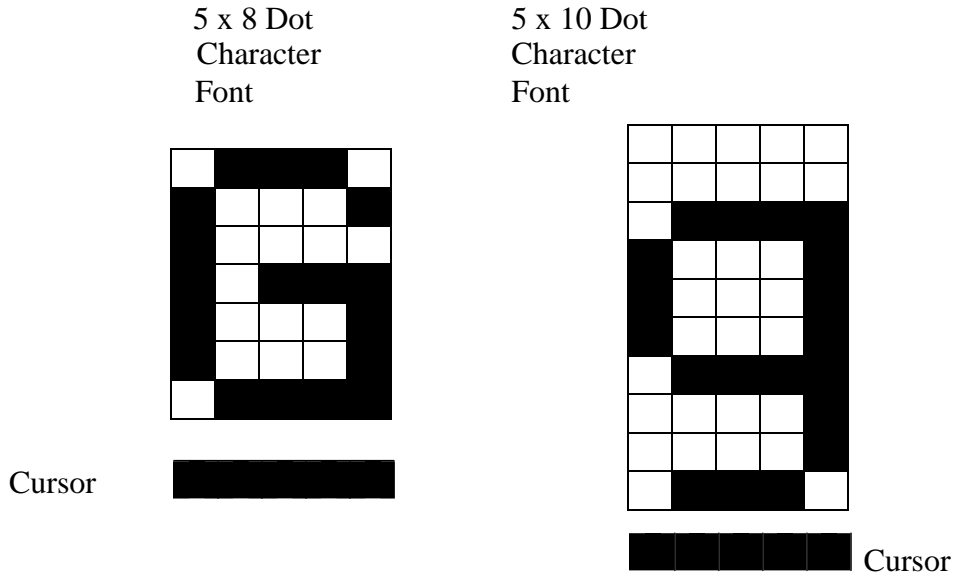 5 x 8 Dot
Character
Font
5 x 10 Dot
Character
Font
Cursor
Cursor